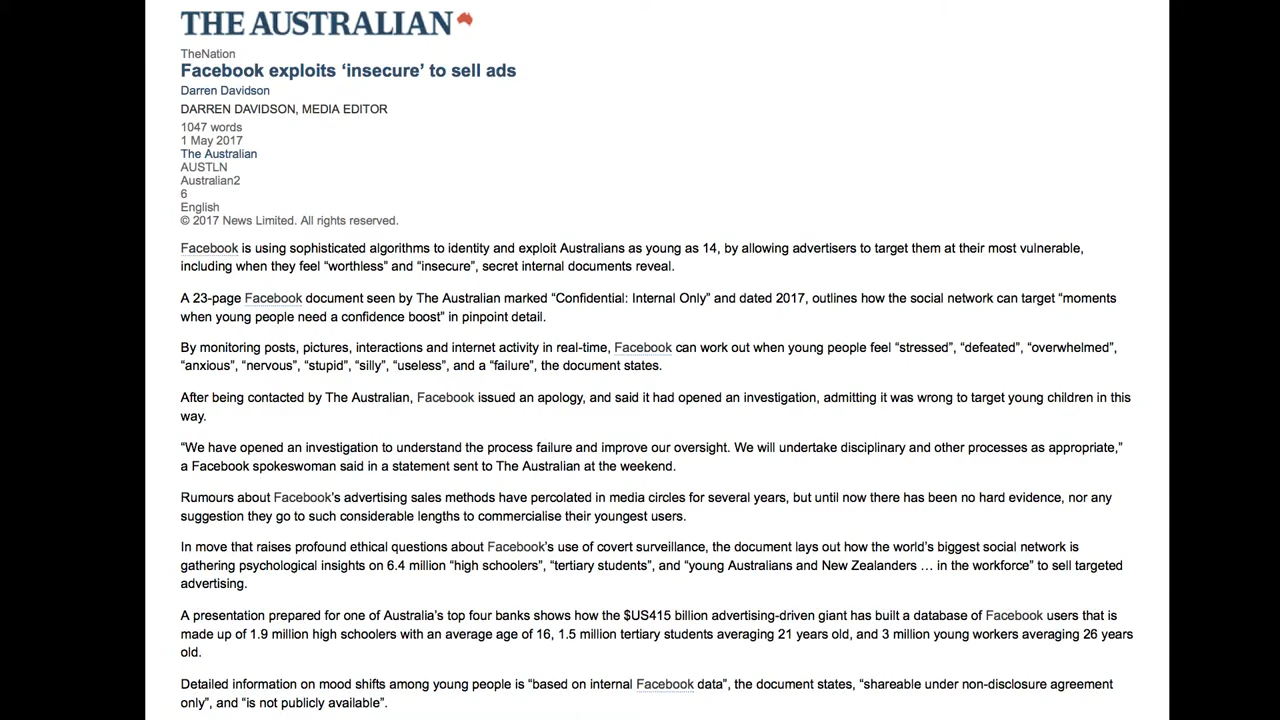 THE AUSTRALIAN
TheNation
Facebook exploits ‘insecure’ to sell ads
Darren Davidson
DARREN DAVIDSON, MEDIA EDITOR
1047 words
1 May 2017
The Australian
AUSTLN
Australian2
6
English
© 2017 News Limited. All rights reserved.
Facebook is using sophisticated algorithms to identity and exploit Australians as young as 14, by allowing advertisers to target them at their most vulnerable,
including when they feel “worthless” and “insecure”, secret internal documents reveal.
A 23-page Facebook document seen by The Australian marked “Confidential: Internal Only” and dated 2017, outlines how the social network can target “moments
when young people need a confidence boost” in pinpoint detail.
By monitoring posts, pictures, interactions and internet activity in real-time, Facebook can work out when young people feel “stressed”, “defeated”, “overwhelmed”,
“anxious”, “nervous”, “stupid”, “silly”, “useless”, and a “failure”, the document states.
After being contacted by The Australian, Facebook issued an apology, and said it had opened an investigation, admitting it was wrong to target young children in this
way.
“We have opened an investigation to understand the process failure and improve our oversight. We will undertake disciplinary and other processes as appropriate,”
a Facebook spokeswoman said in a statement sent to The Australian at the weekend.
Rumours about Facebook’s advertising sales methods have percolated in media circles for several years, but until now there has been no hard evidence, nor any
suggestion they go to such considerable lengths to commercialise their youngest users.
In move that raises profound ethical questions about Facebook’s use of covert surveillance, the document lays out how the world’s biggest social network is
gathering psychological insights on 6.4 million “high schoolers”, “tertiary students”, and “young Australians and New Zealanders … in the workforce” to sell targeted
advertising.
A presentation prepared for one of Australia’s top four banks shows how the $US415 billion advertising-driven giant has built a database of Facebook users that is
made up of 1.9 million high schoolers with an average age of 16, 1.5 million tertiary students averaging 21 years old, and 3 million young workers averaging 26 years
old.
Detailed information on mood shifts among young people is “based on internal Facebook data”, the document states, “shareable under non-disclosure agreement
only”, and “is not publicly available”.